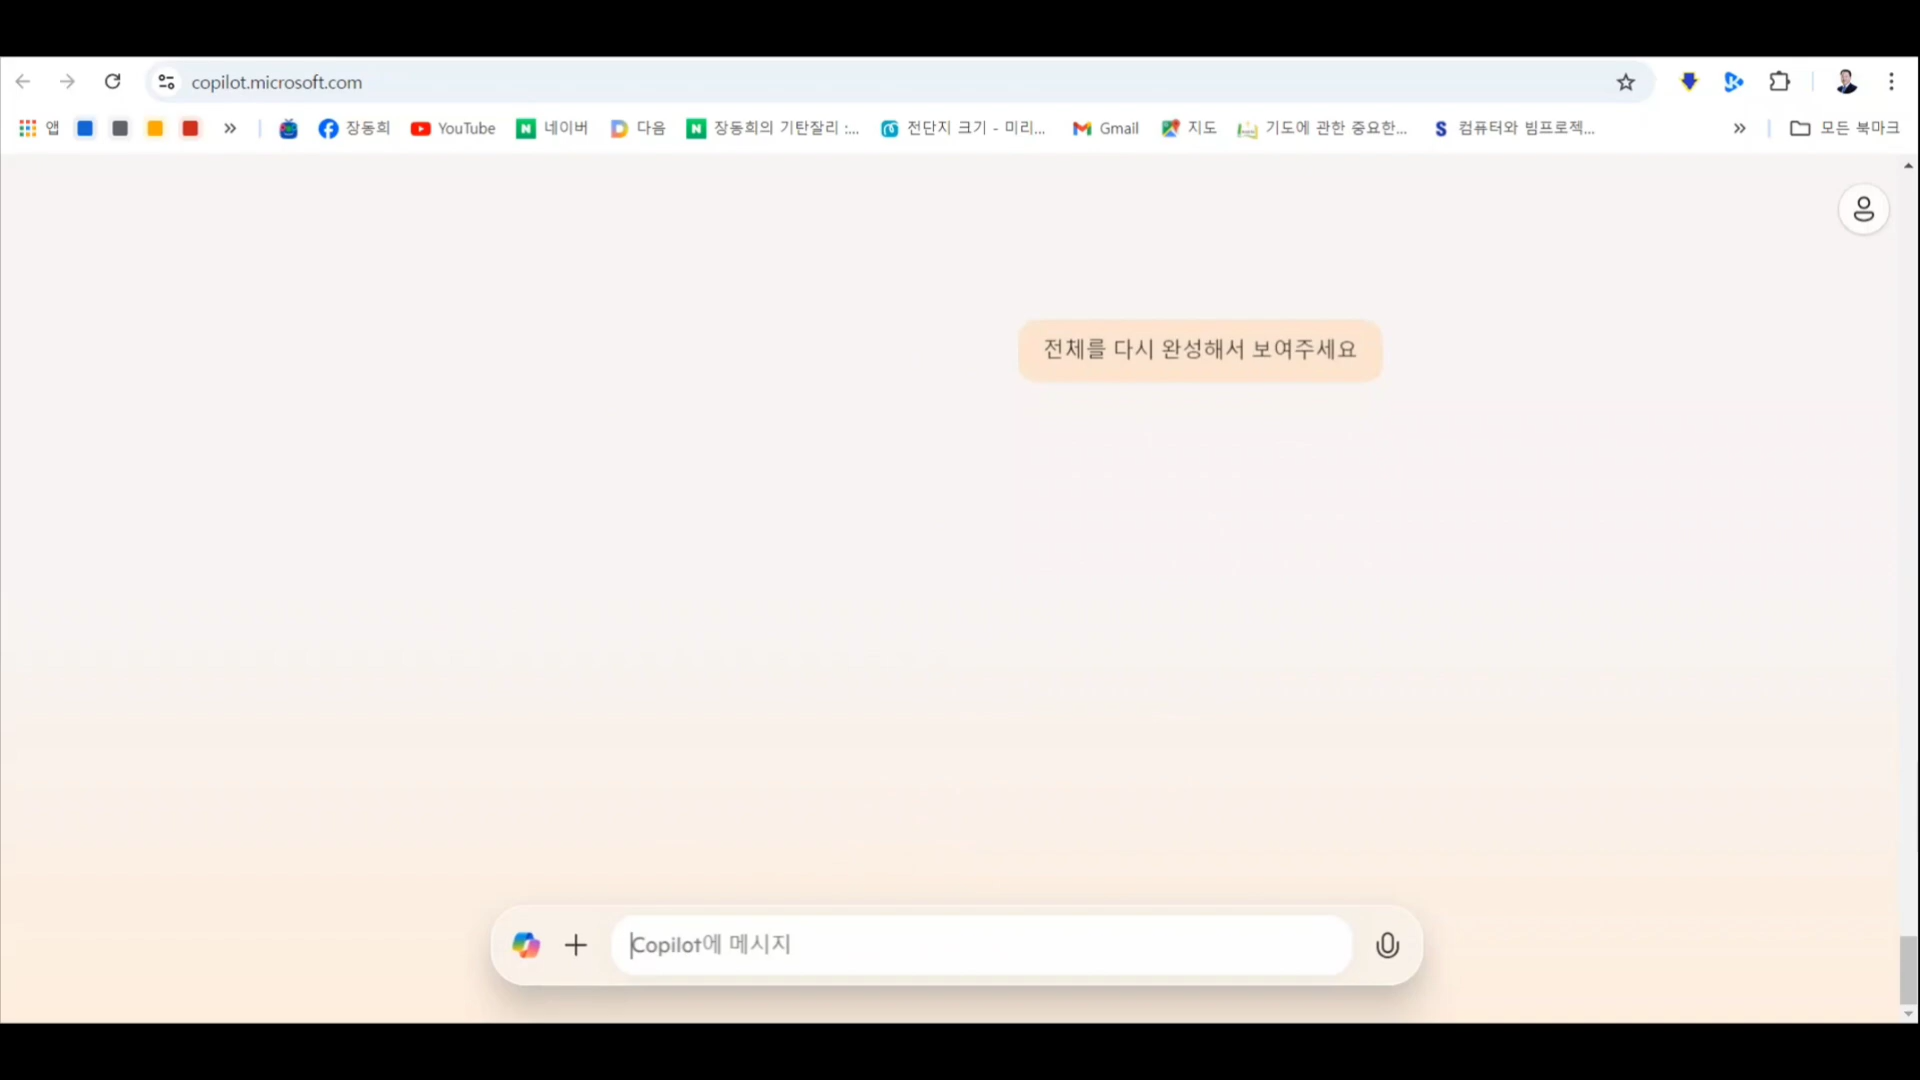 copilot.microsoft.com
앱
장동회
YouTube
네이버
다음
장동회의 기탄잘리 :...
전단지 크기 - 미리...
Gmail
지도
기도에 관한 중요한...
컴퓨터와 빔프로젝...
모든 북마크
전체를 다시 완성해서 보여주세요
Copilot에 메시지